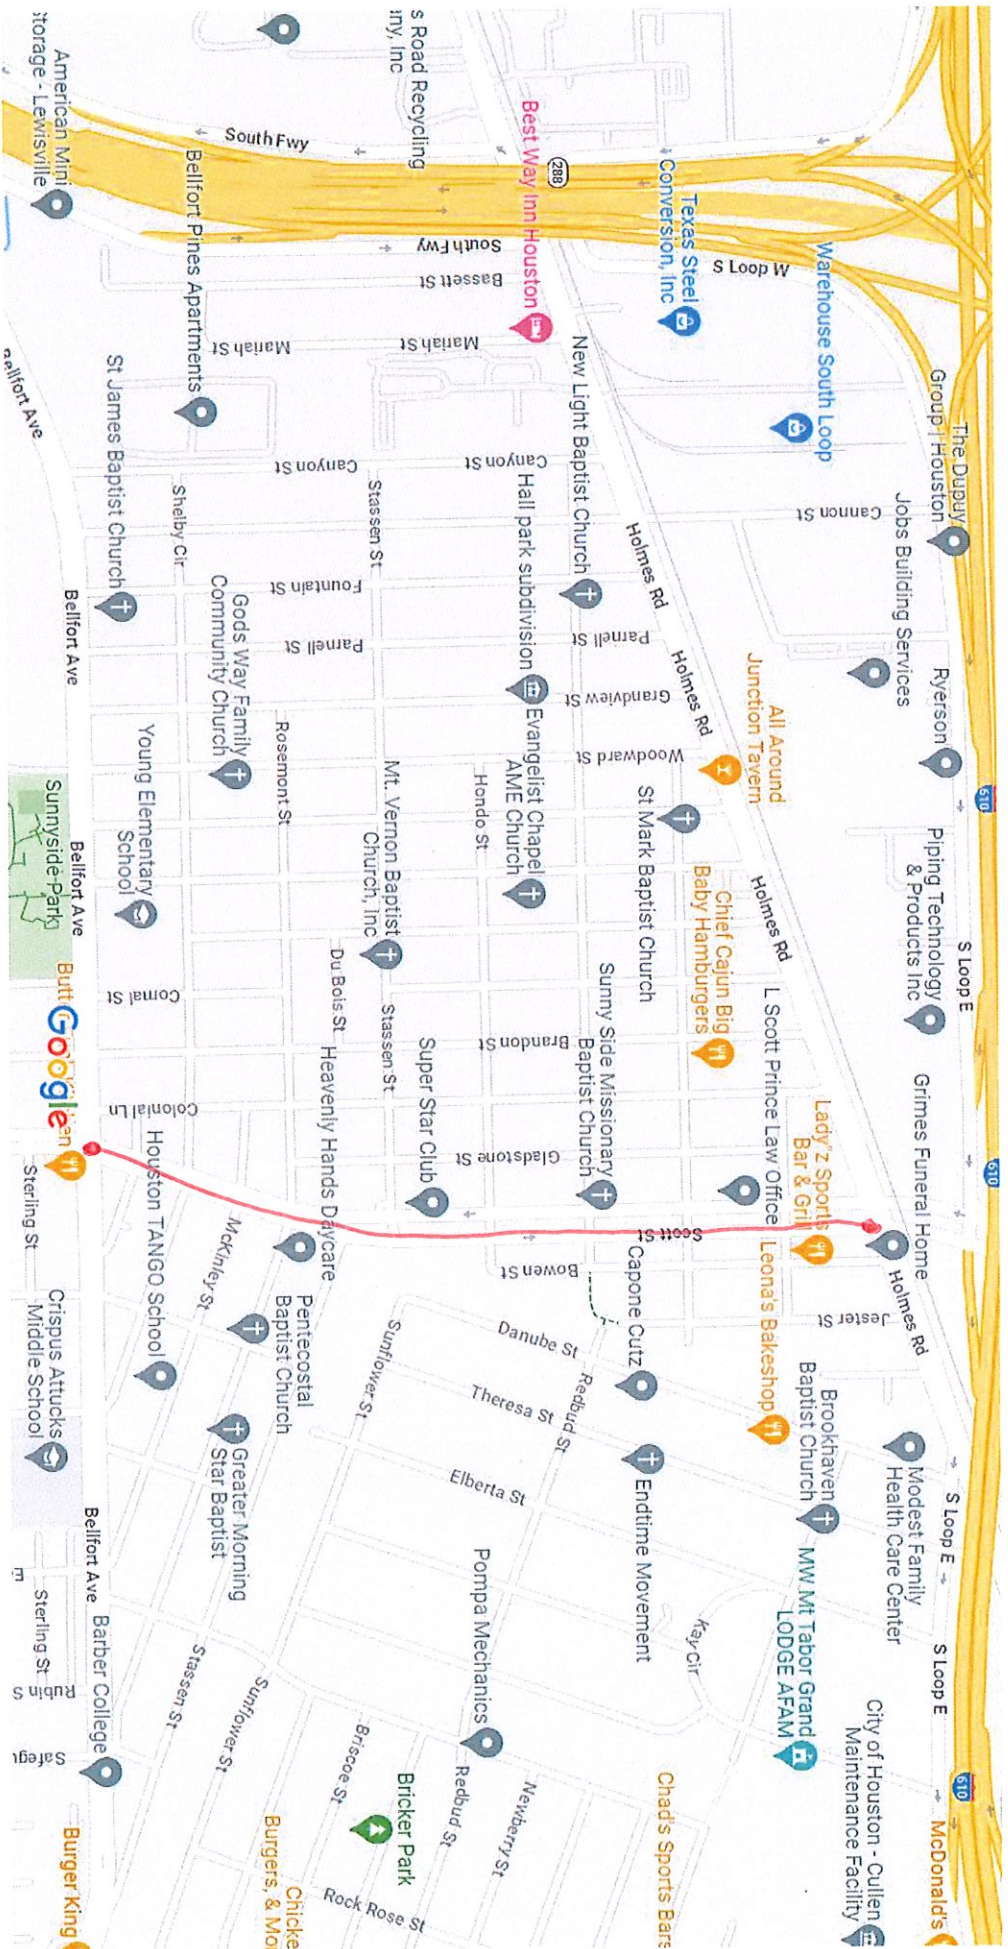 The Dupuy
Group | Houston
Jobs Building Services
Ryerson
610
Piping Technology
& Products Inc
S Loop E
Grimes Funeral Home
610
Holmes Rd
Modest Family
Health Care Center
S Loop E
S Loop E
610
City of Houston - Cullen
Maintenance Facility
McDonald's
Warehouse South Loop
S Loop W
Texas Steel
Conversion, Inc
Cannon St
Holmes Rd
Holmes Rd
All Around
Junction Tavern
Holmes Rd
L Scott Prince Law Office
Lady'z Sports
Bar & Grill
Jester St
Leona's Bakeshop
Brookhaven
Baptist Church
MW Mt Tabor Grand
LODGE AFAM
288
Best Way Inn Houston
New Light Baptist Church
Parnell St
Grandview St
Woodward St
St Mark Baptist Church
Chief Cajun Big
Baby Hamburgers
Sunny Side Missionary
Baptist Church
Scott St
Capone Cutz
Endtime Movement
Kay Cir
Chad's Sports Bars
s Road Recycling
ny, Inc
South Fwy
South Fwy
Bassett St
Mariah St
Mariah St
Canyon St
Canyon St
Hall park subdivision
Evangelist Chapel
AME Church
Hondo St
Brandon St
Gladstone St
Bowen St
Danube St
Theresa St
Redbud St
Elberta St
Pompa Mechanics
Newberry St
Redbud St
Bellfort Pines Apartments
Stassen St
Fountain St
Parnell St
Mt. Vernon Baptist
Church, Inc
Stassen St
Super Star Club
Sunflower St
Bricker Park
Briscoe St
Rock Rose St
Shelby Cir
Gods Way Family
Community Church
Rosemont St
Du Bois St
Heavenly Hands Daycare
Pentecostal
Baptist Church
Greater Morning
Star Baptist
Sunflower St
Stassen St
Chicke
Burgers, & Mo
American Mini
Storage - Lewisville
St James Baptist Church
Young Elementary
School
Comal St
Colonial Ln
Houston TANGO School
McKinley St
Bellfort Ave
Bellfort Ave
Bellfort Ave
Bellfort Ave
Barber College
Sunnyside Park
Google
Sterling St
Crispus Attucks
Middle School
Sterling St
Rubin S
Burger King